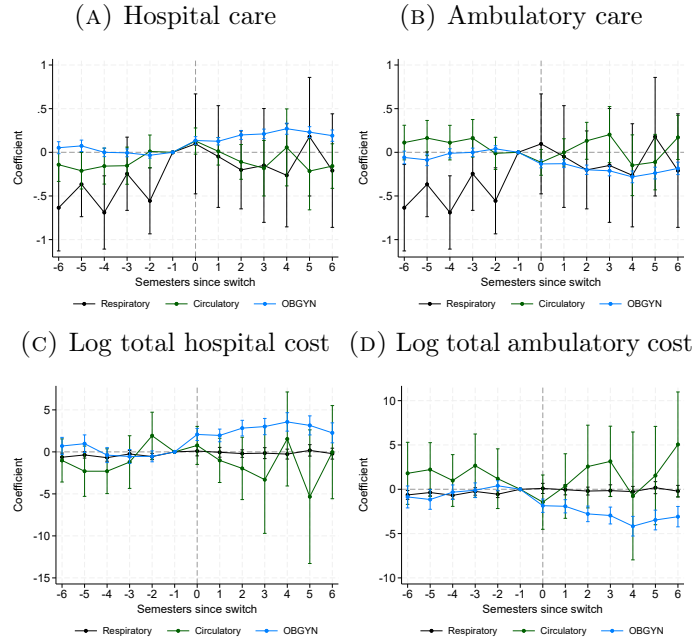 (A) Hospital care
(B) Ambulatory care
1
.5
0
-.5
-1
Coefficient
-6 -5 -4 -3 -2 -1 0 1 2 3 4 5 6
Semesters since switch
Respiratory Circulatory OBGYN
1
.5
0
-.5
-1
Coefficient
-6 -5 -4 -3 -2 -1 0 1 2 3 4 5 6
Semesters since switch
Respiratory Circulatory OBGYN
(C) Log total hospital cost
(D) Log total ambulatory cost
5
0
-5
-10
-15
Coefficient
-6 -5 -4 -3 -2 -1 0 1 2 3 4 5 6
Semesters since switch
Respiratory Circulatory OBGYN
10
5
0
-5
-10
Coefficient
-6 -5 -4 -3 -2 -1 0 1 2 3 4 5 6
Semesters since switch
Respiratory Circulatory OBGYN